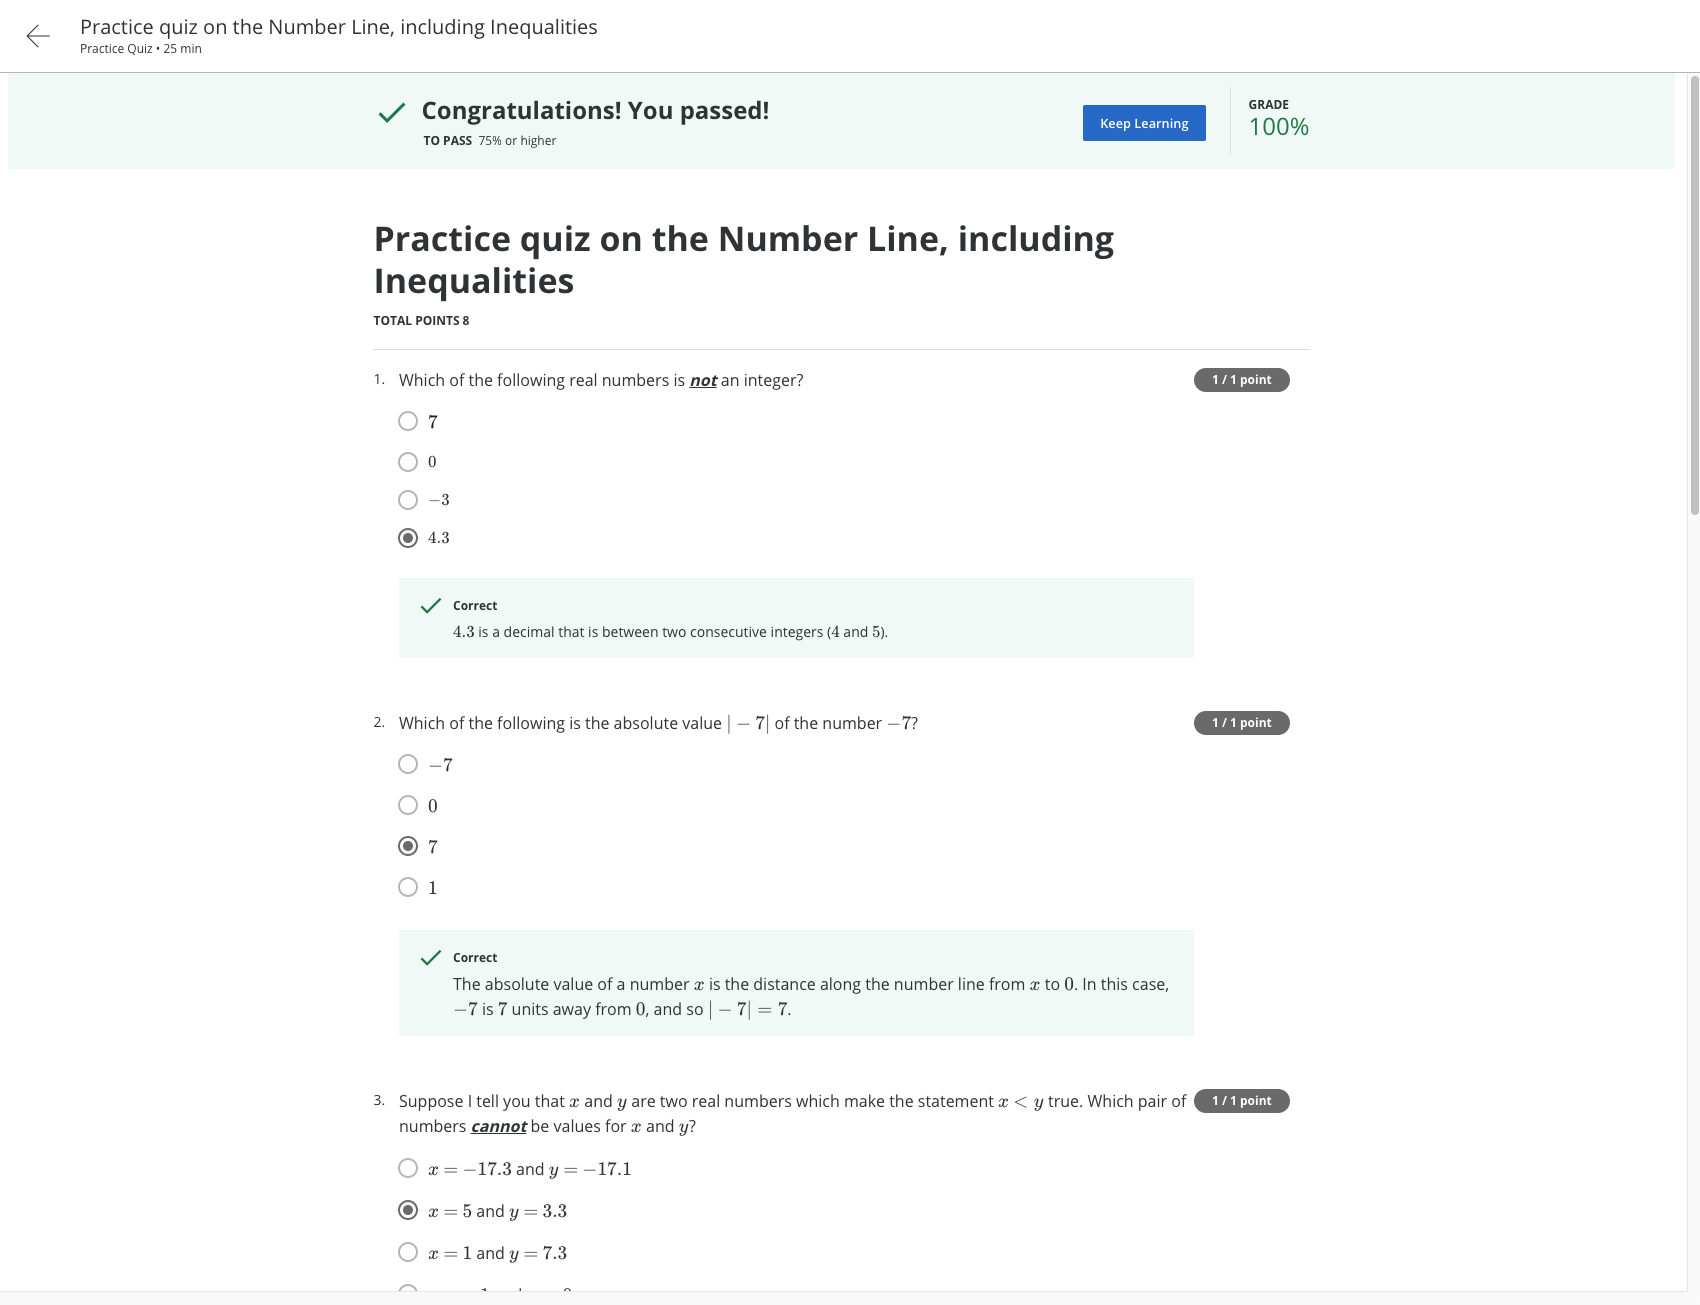 Practice quiz on the Number Line, including Inequalities
Practice Quiz • 25 min
Congratulations! You passed!
TO PASS 75% or higher
Keep Learning
GRADE
100%
Practice quiz on the Number Line, including
Inequalities
TOTAL POINTS 8
1. Which of the following real numbers is not an integer?
1 / 1 point
7
0
−3
4.3
Correct
4.3 is a decimal that is between two consecutive integers (4 and 5).
2. Which of the following is the absolute value | − 7| of the number −7?
1 / 1 point
−7
0
7
1
Correct
The absolute value of a number x is the distance along the number line from x to 0. In this case,
−7 is 7 units away from 0, and so | − 7| = 7.
3. Suppose I tell you that x and y are two real numbers which make the statement x < y true. Which pair of
1 / 1 point
numbers cannot be values for x and y?
x = −17.3 and y = −17.1
x = 5 and y = 3.3
x = 1 and y = 7.3